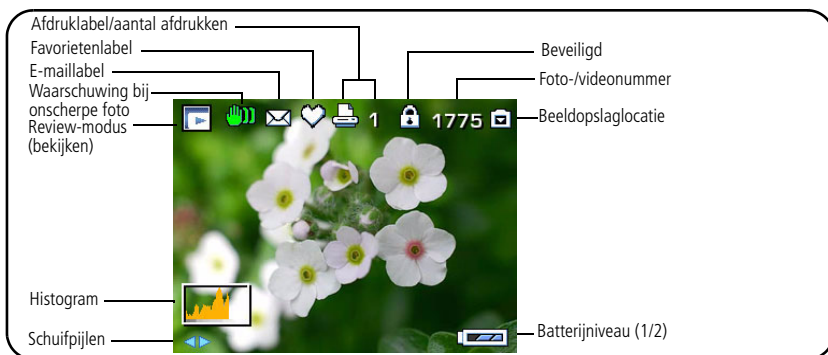 Afdruklabel/aantal afdrukken
Favorietenlabel
E-maillabel
Waarschuwing bij
onscherpe foto
Review-modus
(bekijken)
Beveiligd
Foto-/videonummer
Beeldopslaglocatie
1
1775
Histogram
Schuifpijlen
Batterijniveau (1/2)